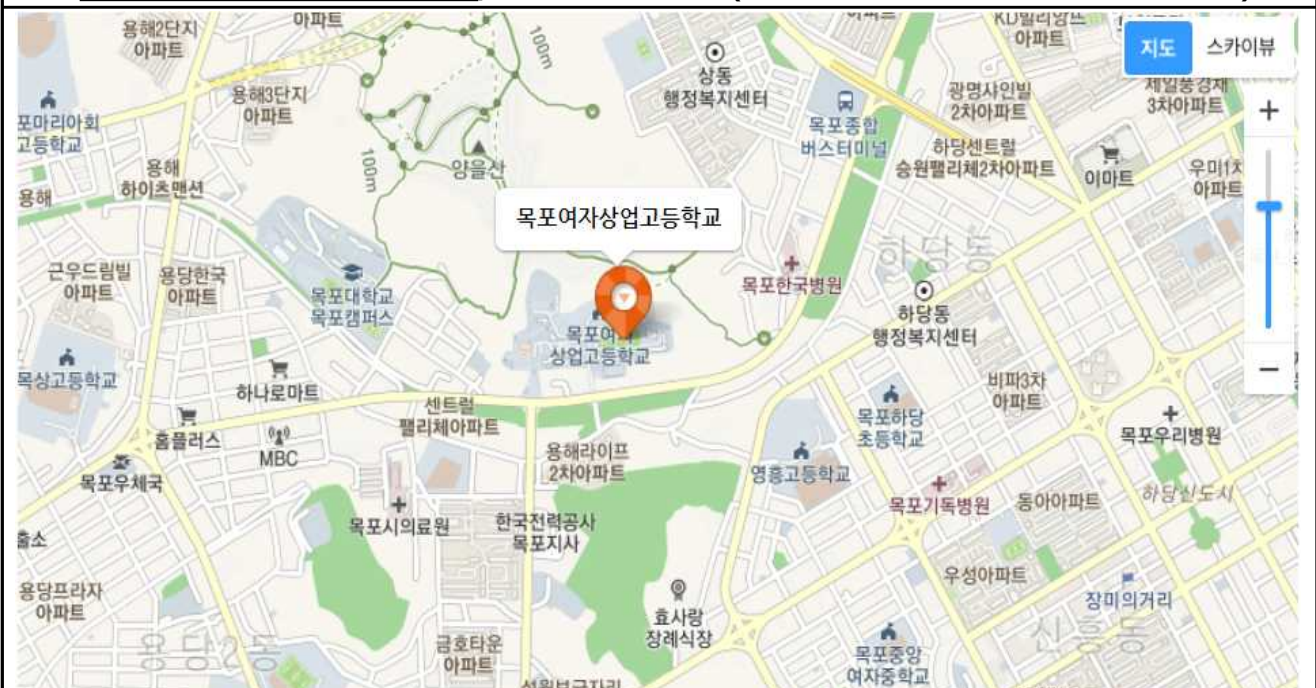 용해2단지
아파트
아파트
100m
상동
행정복지센터
아파트
지도
스카이뷰
용해3단지
아파트
목포종합
버스터미널
광명샤인빌
2차아파트
제일풍경채
3차아파트
+
포마리아회
고등학교
용해
하이츠맨션
용해
100m
양을산
하당센트럴
승원팰리체2차아파트
이마트
우미1차
아파트
목포여자상업고등학교
근우드림빌
아파트
용당한국
아파트
목포대학교
목포캠퍼스
목포한국병원
하당동
하당동
행정복지센터
목포여자
상업고등학교
목상고등학교
하나로마트
센트럴
팰리체아파트
비파3차
아파트
−
목포하당
초등학교
목포우리병원
홈플러스
MBC
목포우체국
용해라이프
2차아파트
영흥고등학교
목포기독병원
동아아파트
하당신도시
목포시의료원
한국전력공사
목포지사
출소
용당프라자
아파트
우성아파트
장미의거리
효사랑
장례식장
신흥동
용당2동
금호타운
아파트
목포중앙
여자중학교